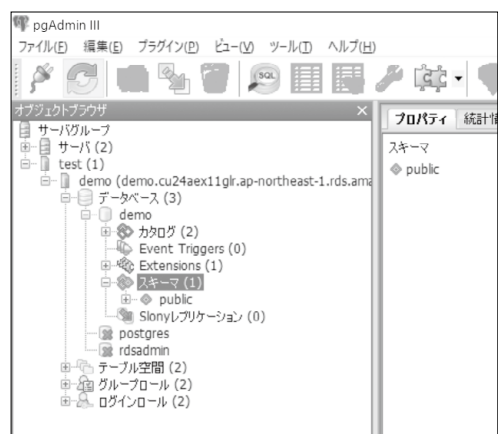 pgAdmin III
ファイル(F) 編集(E) プラグイン(P) ビュー(V) ツール(T) ヘルプ(H)
SQL
オブジェクトブラウザ
サーバグループ
サーバ (2)
test (1)
demo (demo.cu24aex11glr.ap-northeast-1.rds.ama
データベース (3)
demo
カタログ (2)
Event Triggers (0)
Extensions (1)
スキーマ (1)
public
Slonyレプリケーション (0)
postgres
rdsadmin
テーブル空間 (2)
グループロール (2)
ログインロール (2)
プロパティ 統計情
スキーマ
public